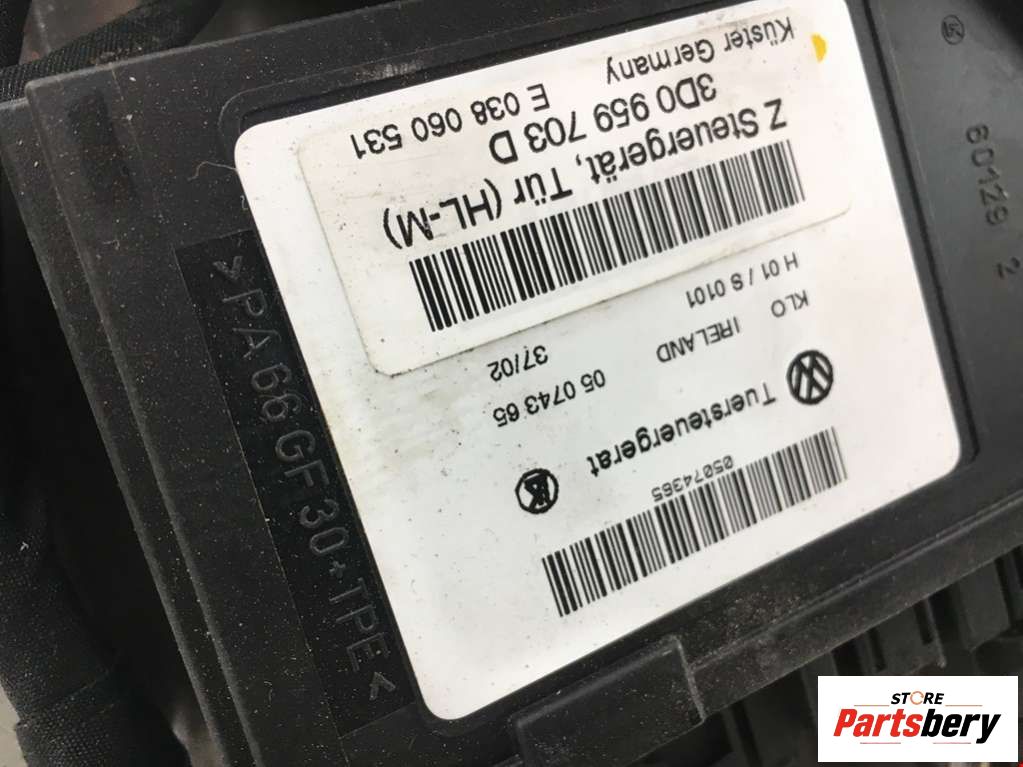 05074365
Tuersteuergerat
05 0743 65
37/02
KLO
IRELAND
H 01 / S 0101
Z Steuergerät, Tür (HL-M)
3D0 959 703 D
Küster Germany
E 038 060 531
>PA 66 GF 30+TPE<
60129 2
STORE
Partsbery